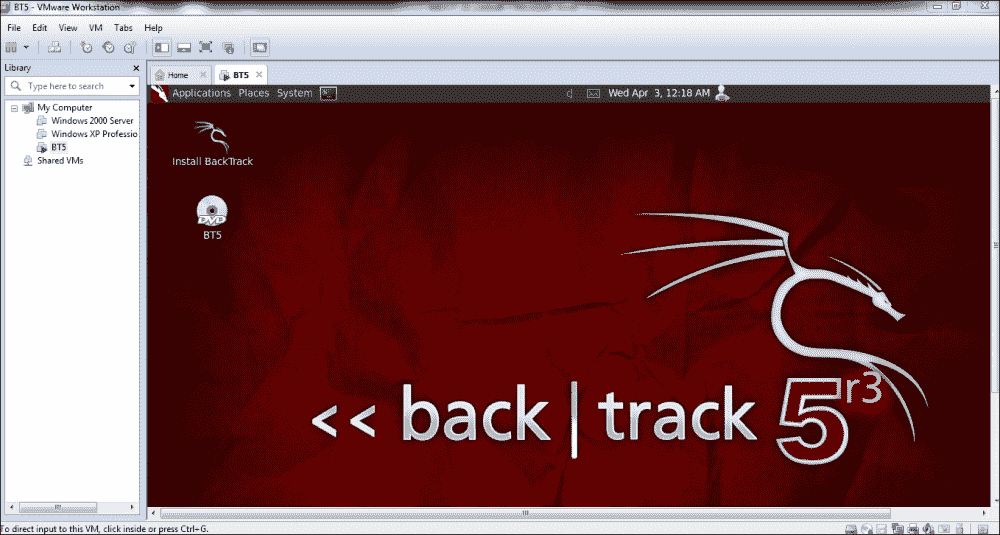 BT5 - VMware Workstation
File Edit View VM Tabs Help
Library
Type here to search
My Computer
Windows 2000 Server
Windows XP Professio
BT5
Shared VMs
Home BT5
Applications Places System Wed Apr 3, 12:18 AM
Install BackTrack
DVD
BT5
<< back | track 5 r3
To direct input to this VM, click inside or press Ctrl+G.